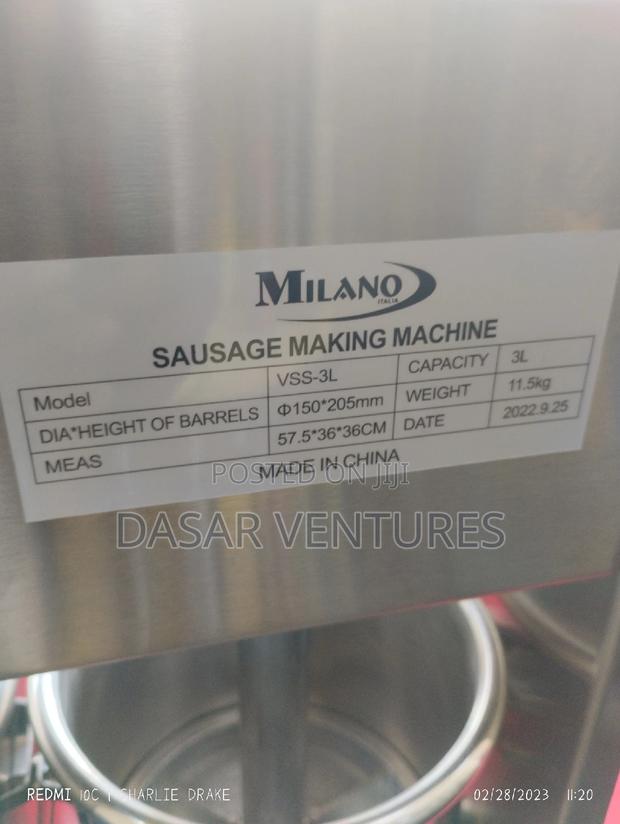 MILANO
ITALIA
SAUSAGE MAKING MACHINE
Model VSS-3L CAPACITY 3L
DIA*HEIGHT OF BARRELS Φ150*205mm WEIGHT 11.5kg
MEAS 57.5*36*36CM DATE 2022.9.25
MADE IN CHINA
POSTED ON JIJI
DASAR VENTURES
REDMI 10C | CHARLIE DRAKE 02/28/2023 11:20